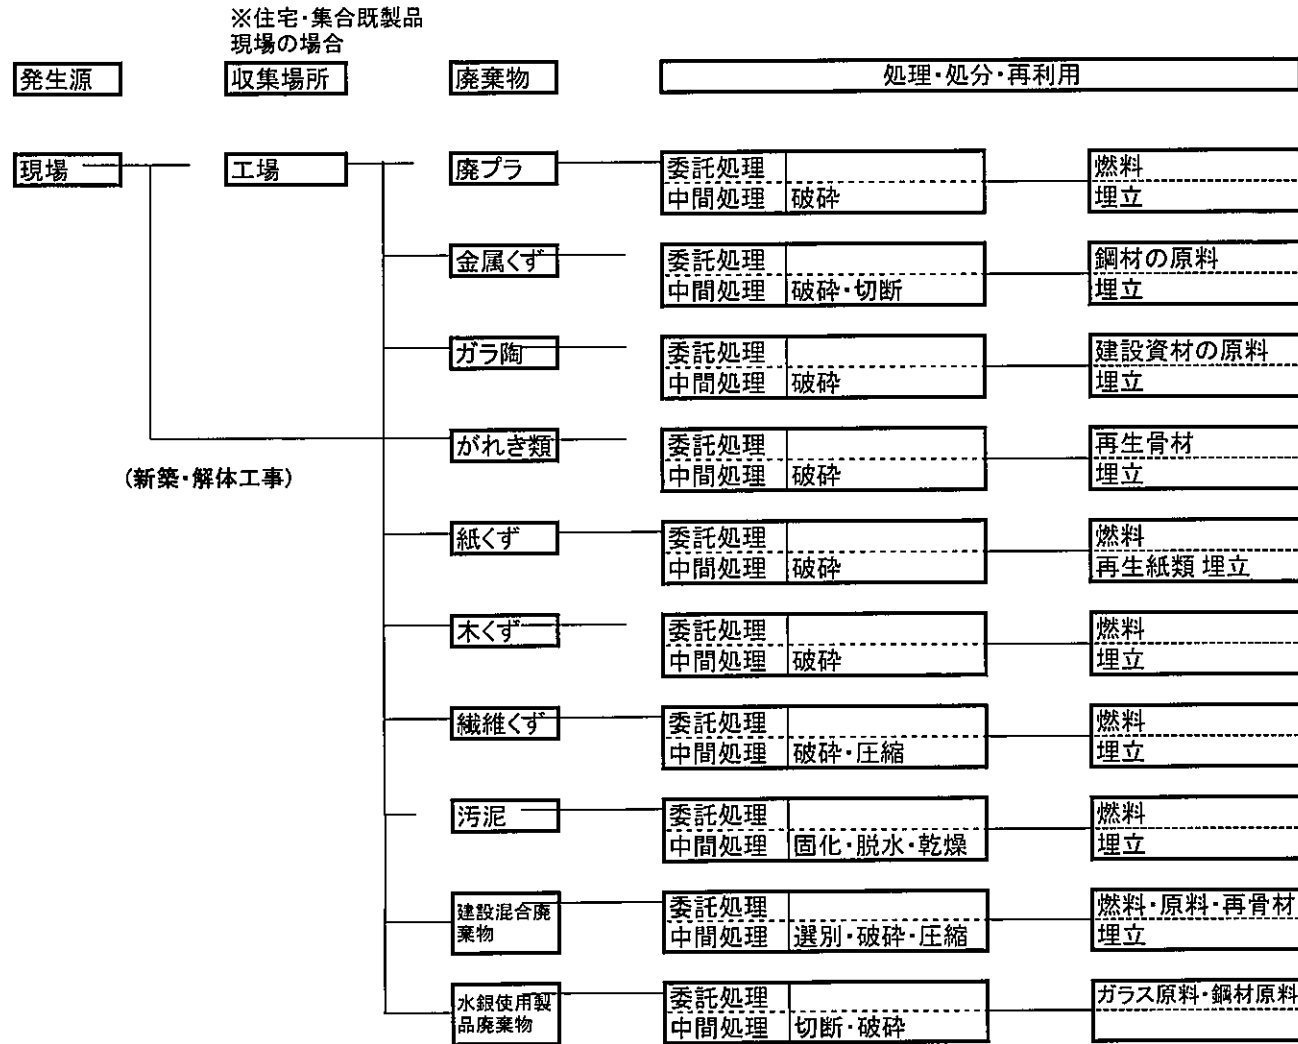 ※住宅・集合既製品
現場の場合
発生源 収集場所 廃棄物 処理・処分・再利用
現場 工場 廃プラ 委託処理 燃料
中間処理 破砕 埋立
金属くず 委託処理 鋼材の原料
中間処理 破砕・切断 埋立
ガラ陶 委託処理 建設資材の原料
中間処理 破砕 埋立
がれき類 委託処理 再生骨材
中間処理 破砕 埋立
(新築・解体工事)
紙くず 委託処理 燃料
中間処理 破砕 再生紙類 埋立
木くず 委託処理 燃料
中間処理 破砕 埋立
繊維くず 委託処理 燃料
中間処理 破砕・圧縮 埋立
汚泥 委託処理 燃料
中間処理 固化・脱水・乾燥 埋立
建設混合廃
棄物
委託処理 燃料・原料・再骨材
中間処理 選別・破砕・圧縮 埋立
水銀使用製
品廃棄物
委託処理 ガラス原料・鋼材原料
中間処理 切断・破砕